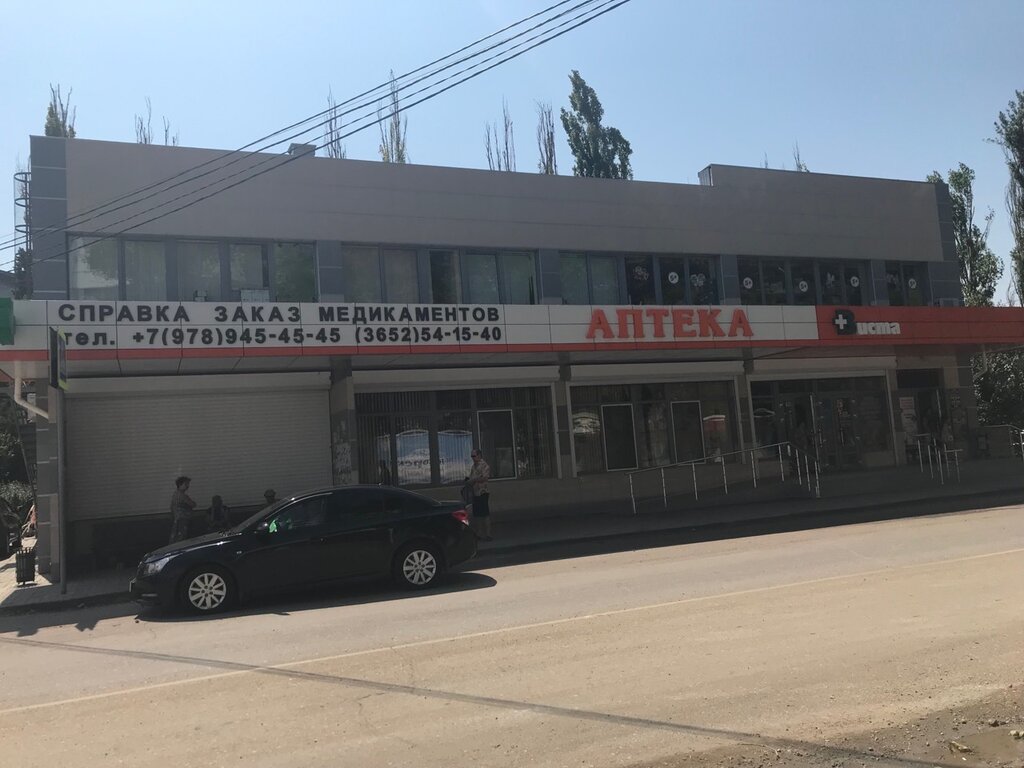 СПРАВКА ЗАКАЗ МЕДИКАМЕНТОВ
тел. +7(978)945-45-45 (3652)54-15-40
АПТЕКА
Виста